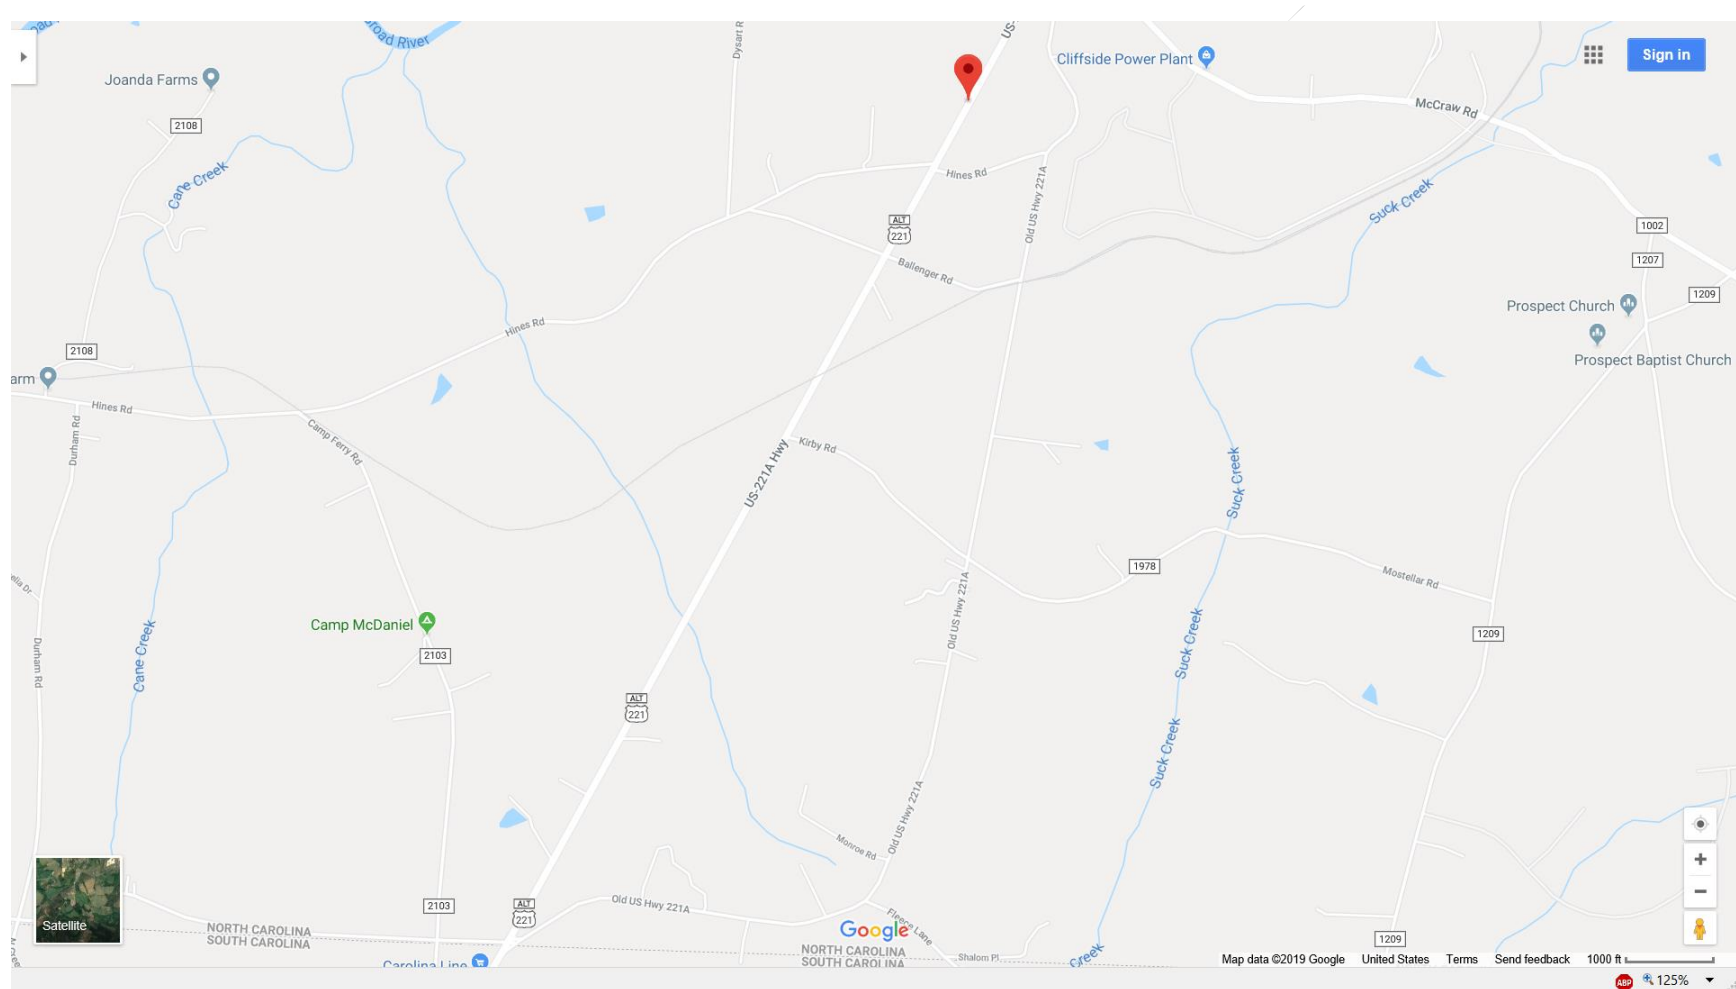 Broad River
US-
Dysart R
Joanda Farms
Cliffside Power Plant
Sign in
McCraw Rd
2108
Cane Creek
Hines Rd
Old US Hwy 221A
Suck Creek
ALT
221
1002
1207
Ballenger Rd
1209
Prospect Church
Hines Rd
2108
Prospect Baptist Church
arm
Hines Rd
Durham Rd
Camp Ferry Rd
Kirby Rd
US-221A Hwy
Suck Creek
1978
Mostellar Rd
elia Dr
Old US Hwy 221A
Camp McDaniel
2103
Cane Creek
Durham Rd
Suck Creek
1209
ALT
221
Suck Creek
Old US Hwy 221A
Monroe Rd
Satellite
2103
ALT
221
Old US Hwy 221A
Google
Fleece Lane
NORTH CAROLINA
SOUTH CAROLINA
NORTH CAROLINA
SOUTH CAROLINA
Shalom Pl
Creek
1209
Carolina Line
Map data ©2019 Google United States Terms Send feedback 1000 ft
ABP 125%